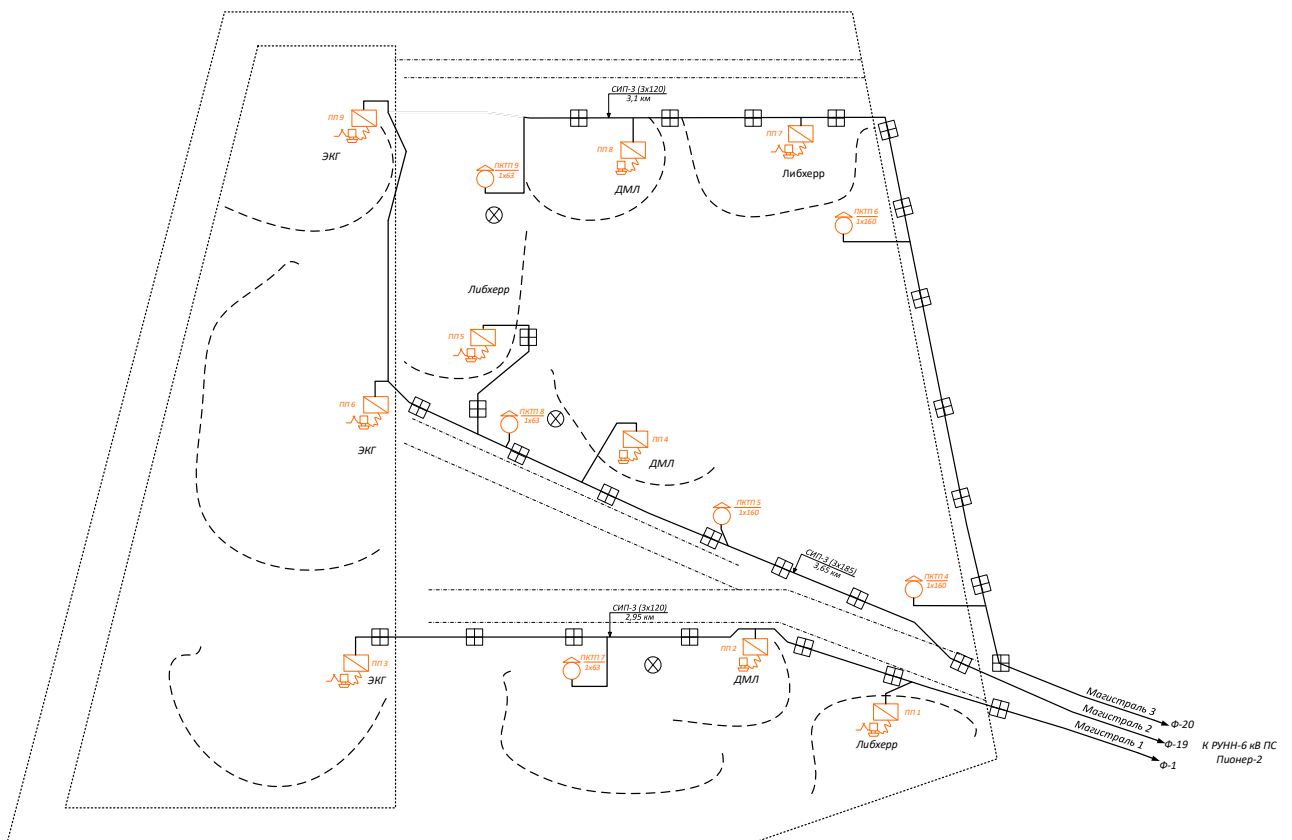 СИП-3 (3х120)
3,1 км
ПП 9
ЭКГ
ПП 8
ДМЛ
ПП 7
Либхерр
ПКТП 9
1х63
ПКТП 6
1х160
Либхерр
ПП 5
ПП 6
ЭКГ
ПКТП 8
1х63
ПП 4
ДМЛ
ПКТП 5
1х160
СИП-3 (3х185)
3,65 км
ПКТП 4
1х160
СИП-3 (3х120)
2,95 км
ПП 3
ЭКГ
ПКТП 7
1х63
ПП 2
ДМЛ
ПП 1
Либхерр
Магистраль 3
Ф-20
Магистраль 2
Ф-19
Магистраль 1
Ф-1
К РУНН-6 кВ ПС
Пионер-2